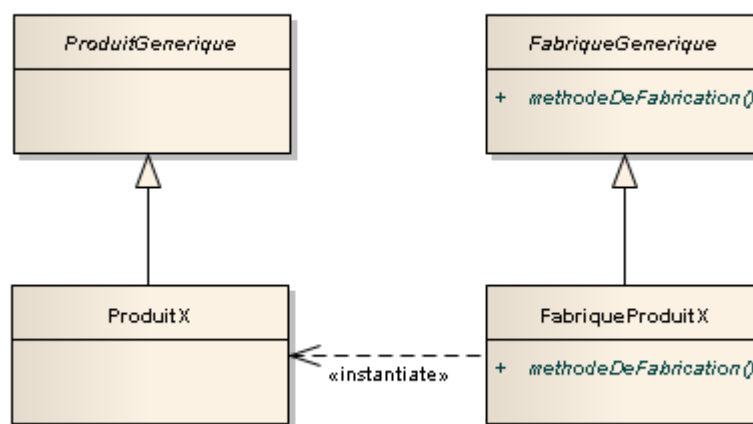 ProduitGenerique
FabriqueGenerique
+ methodeDeFabrication()
ProduitX
FabriqueProduitX
«instantiate»
+ methodeDeFabrication()